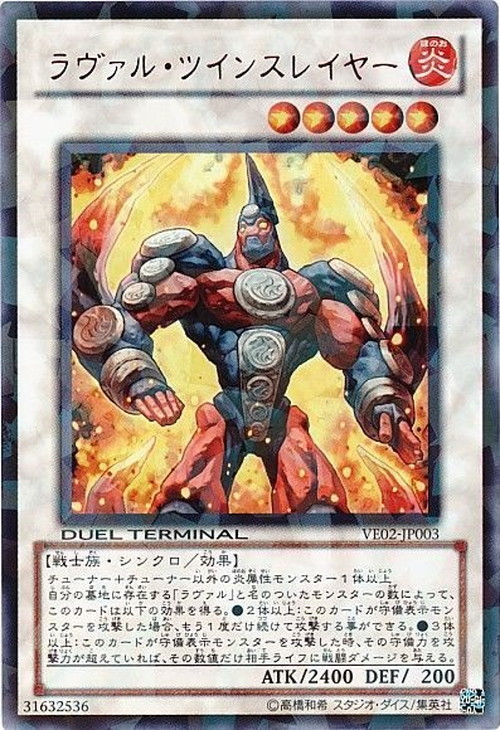 ラヴァル・ツインスレイヤー
ほのお
炎
DUEL TERMINAL
VE02-JP003
【戦士族・シンクロ／効果】
チューナー＋チューナー以外の炎属性モンスター１体以上
自分の墓地に存在する「ラヴァル」と名のついたモンスターの数によって、
このカードは以下の効果を得る。●２体以上：このカードが守備表示モン
スターを攻撃した場合、もう１度だけ続けて攻撃する事ができる。●３体
以上：このカードが守備表示モンスターを攻撃した時、その守備力を攻
撃力が超えていれば、その数値だけ相手ライフに戦闘ダメージを与える。
ATK/2400 DEF/ 200
31632536
©高橋和希 スタジオ・ダイス/集英社